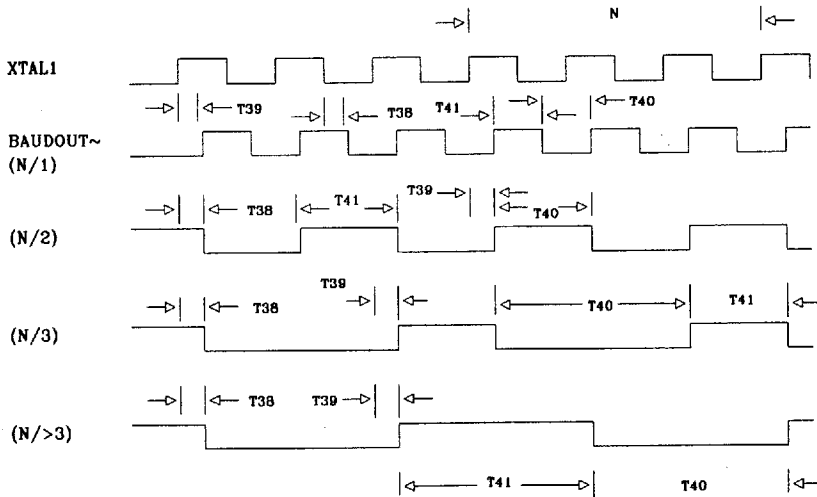 N
XTAL1
T39 T38 T41 T40
BAUDOUT~
(N/1)
T38 T41 T39 T40
(N/2)
T38 T39 T40 T41
(N/3)
T38 T39
(N/>3)
T41 T40